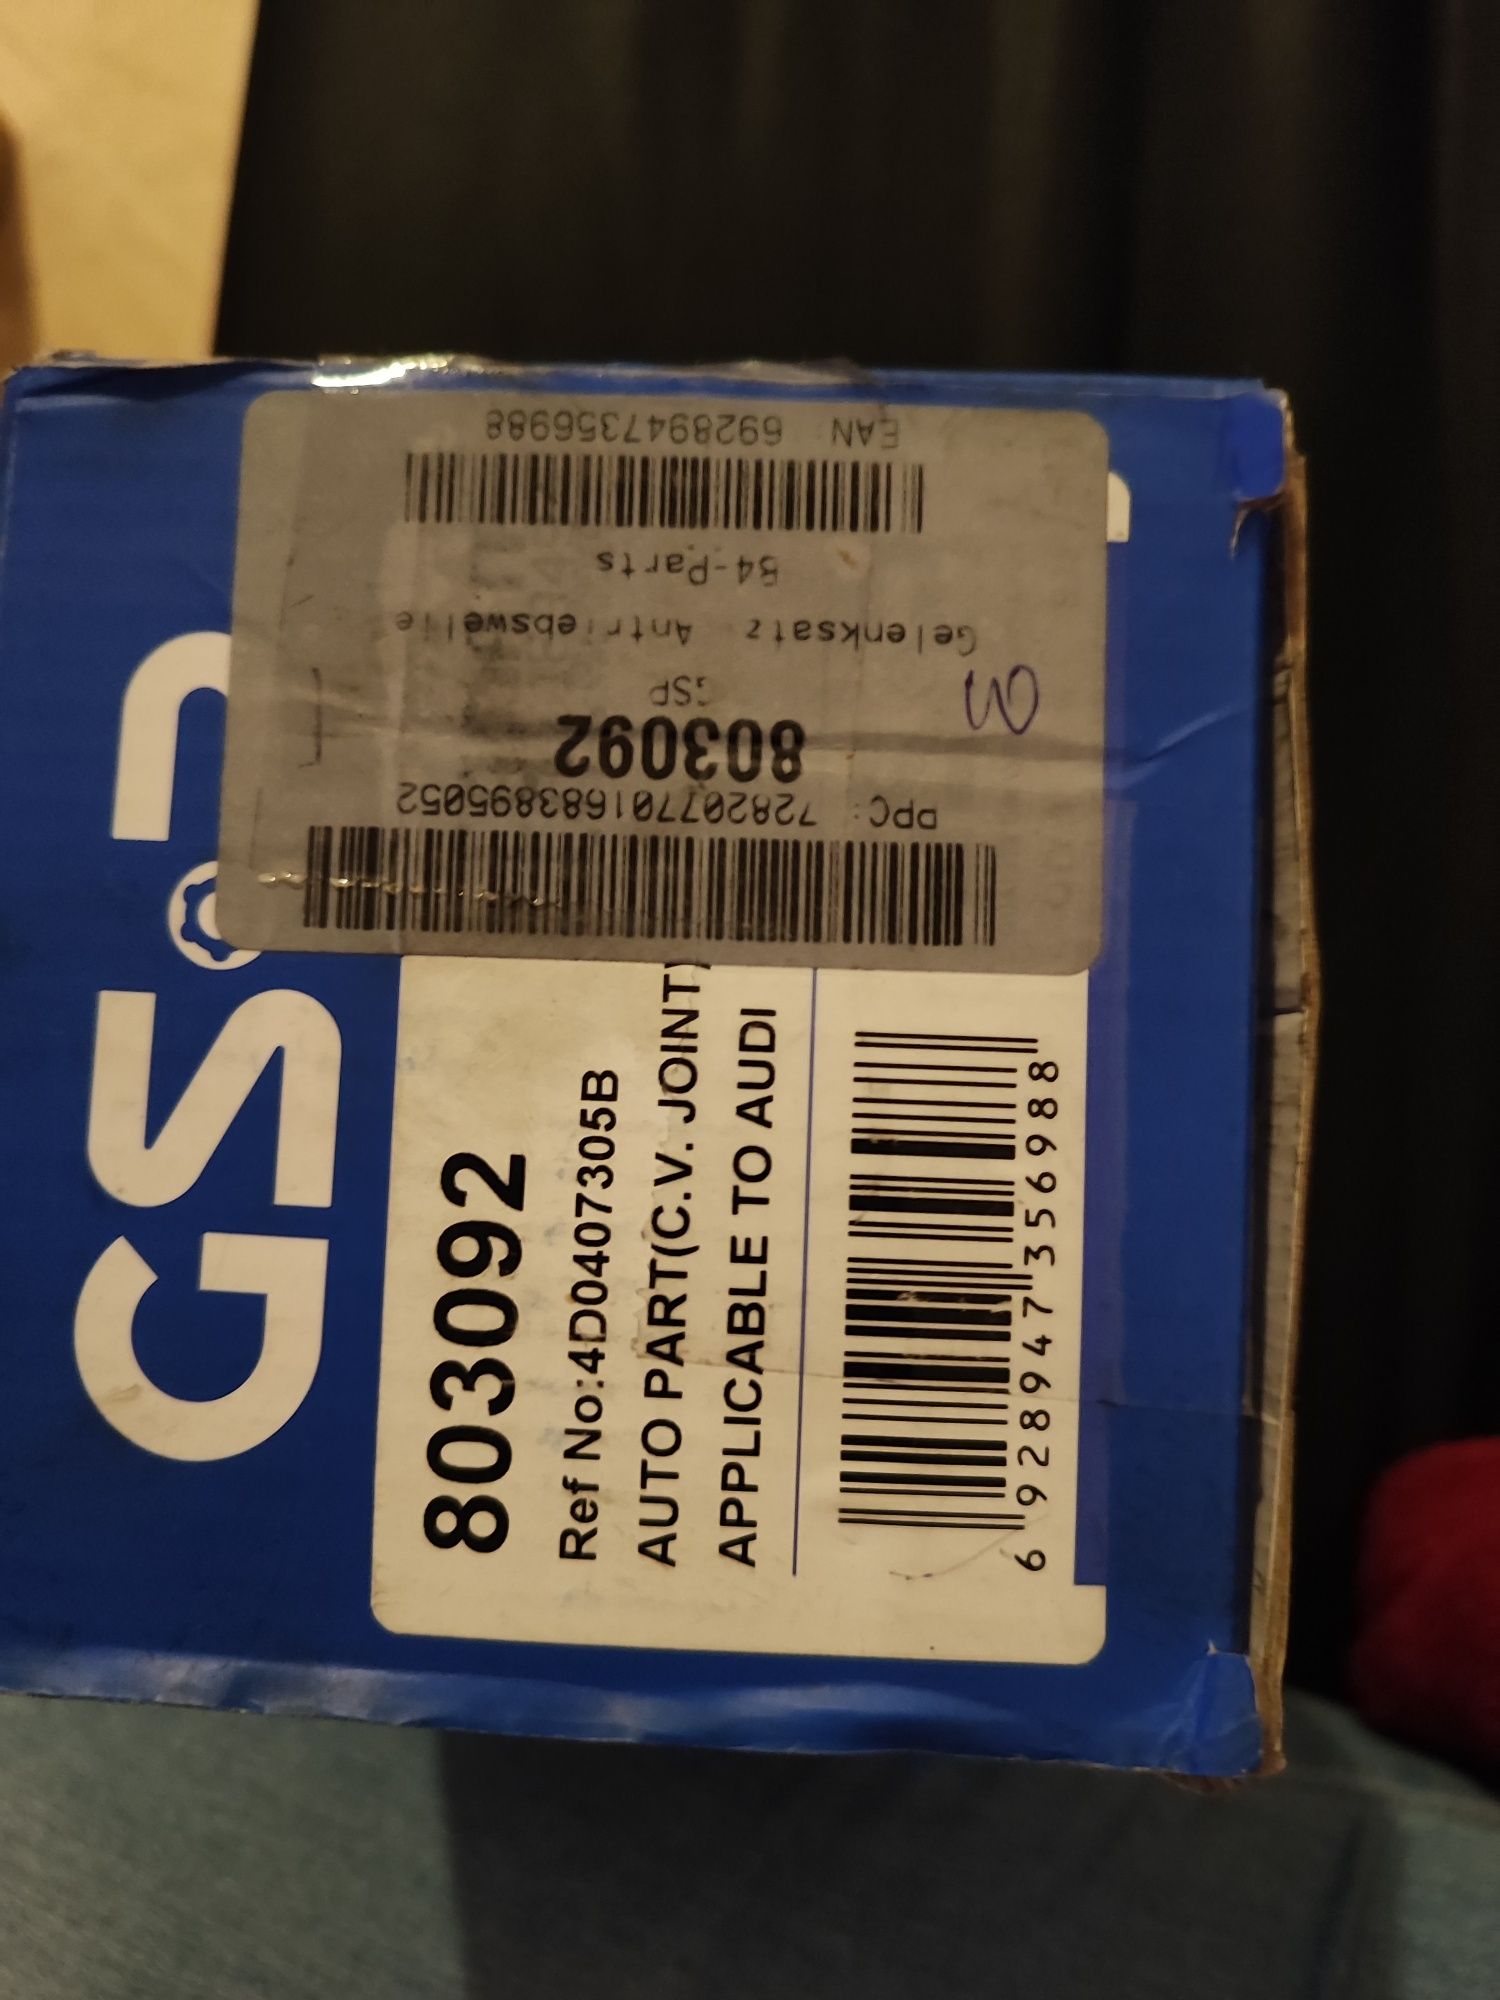 GSP
803092
Ref No:4D0407305B
AUTO PART(C.V. JOINT)
APPLICABLE TO AUDI
6 928947 356988
DPC: 728207701683895052
803092
GSP
Gelenksatz Antriebswelle
B4-Parts
EAN 6928947356988